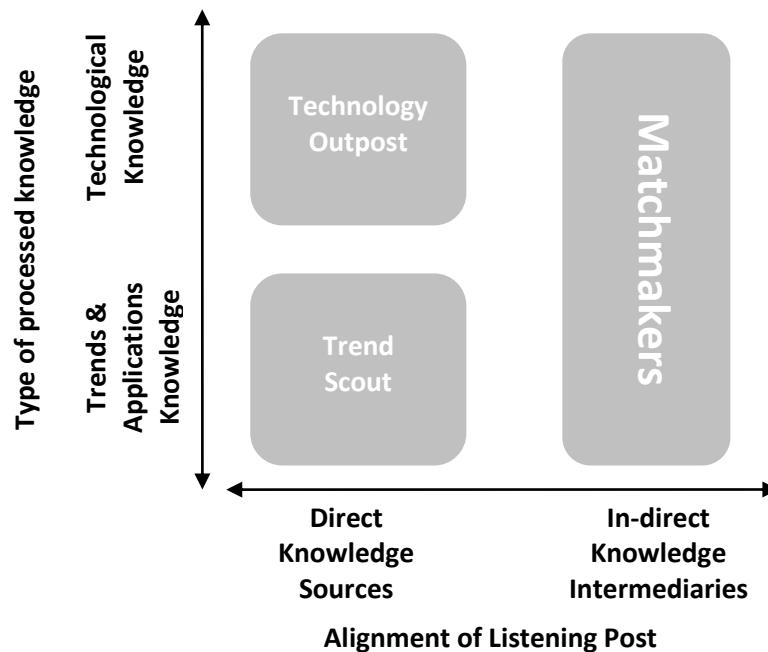 Type of processed knowledge
Technological
Knowledge
Trends &
Applications
Knowledge
Technology
Outpost
Trend
Scout
Matchmakers
Direct
Knowledge
Sources
In-direct
Knowledge
Intermediaries
Alignment of Listening Post